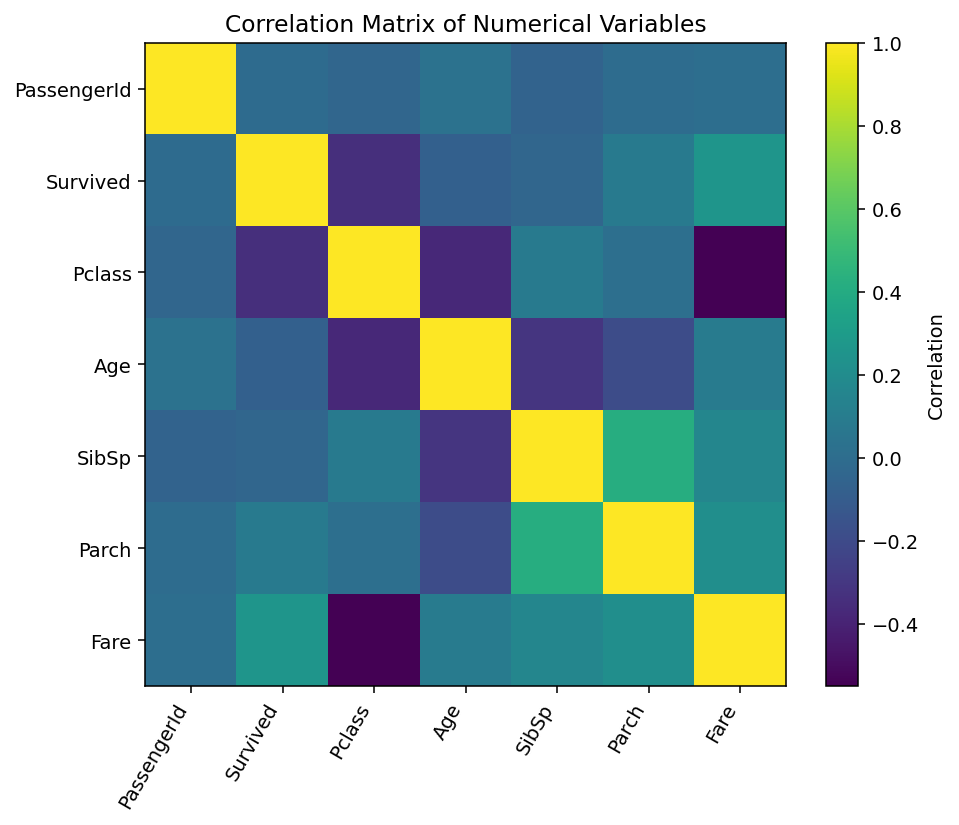 Correlation Matrix of Numerical Variables
PassengerId
Survived
Pclass
Age
SibSp
Parch
Fare
PassengerId
Survived
Pclass
Age
SibSp
Parch
Fare
1.0
0.8
0.6
0.4
0.2
0.0
−0.2
−0.4
Correlation